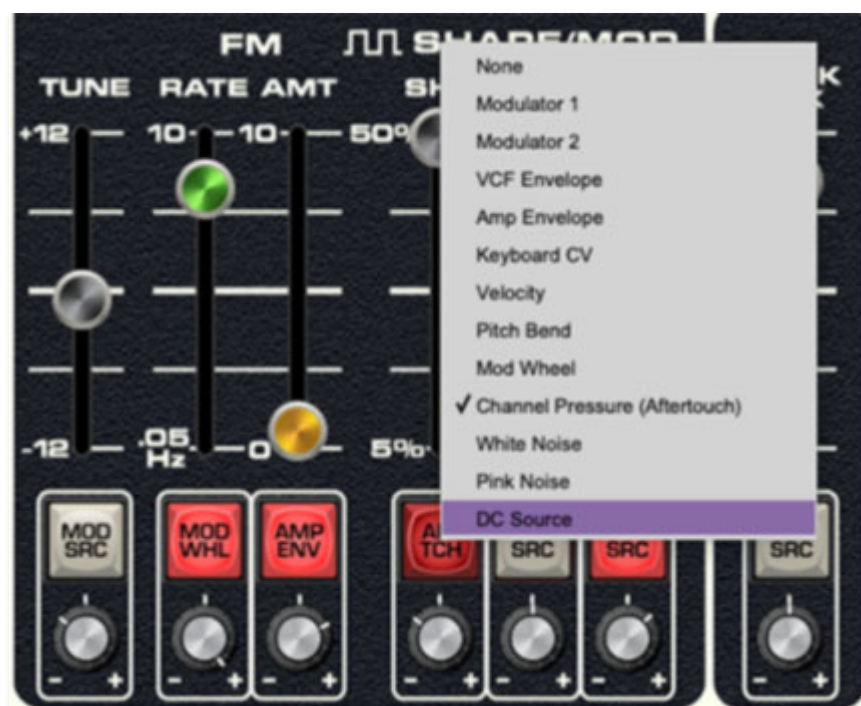 FM
TUNE RATE AMT
+12 10 10 50%
-12 .05 Hz 0 5%
MOD SRC
MOD WHL
AMP ENV
TCH
SRC
SRC
SRC
- + - + - + - + - + - + - +
None
Modulator 1
Modulator 2
VCF Envelope
Amp Envelope
Keyboard CV
Velocity
Pitch Bend
Mod Wheel
✓ Channel Pressure (Aftertouch)
White Noise
Pink Noise
DC Source